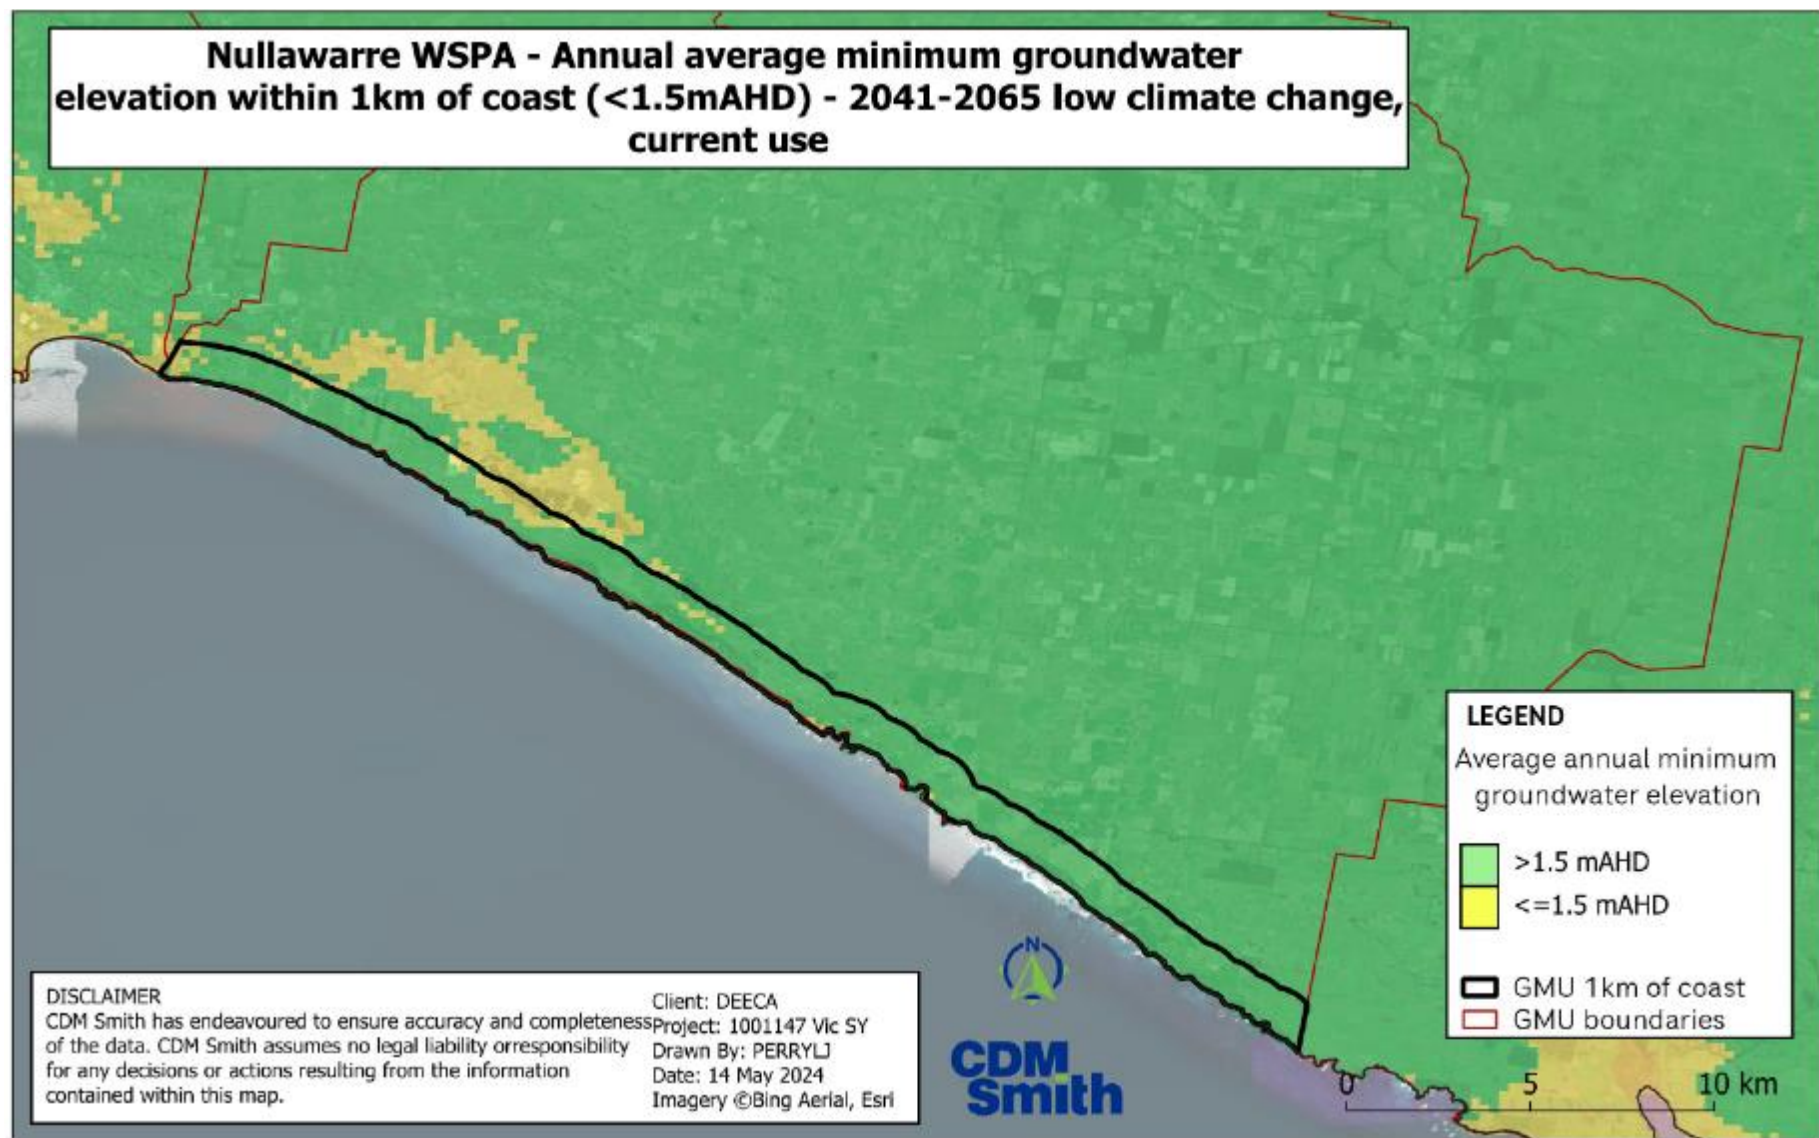 Nullawarre WSPA - Annual average minimum groundwater
elevation within 1km of coast (<1.5mAHD) - 2041-2065 low climate change,
current use
LEGEND
Average annual minimum
groundwater elevation
>1.5 mAHD
<=1.5 mAHD
GMU 1km of coast
GMU boundaries
DISCLAIMER
CDM Smith has endeavoured to ensure accuracy and completeness
of the data. CDM Smith assumes no legal liability orresponsibility
for any decisions or actions resulting from the information
contained within this map.
Client: DEECA
Project: 1001147 Vic SY
Drawn By: PERRYLJ
Date: 14 May 2024
Imagery ©Bing Aerial, Esri
N
CDM
Smith
0 5 10 km